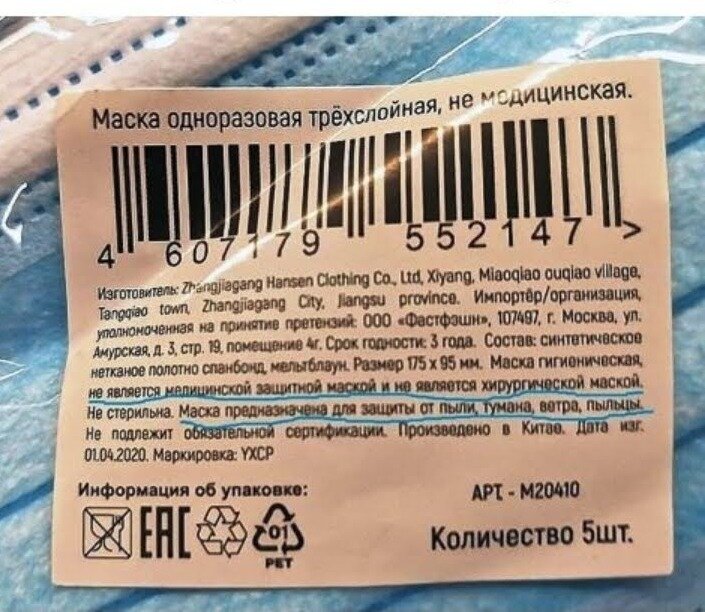 Маска одноразовая трёхслойная, не медицинская.
4 607179 552147 >
Изготовитель: Zhangjiagang Hansen Clothing Co., Ltd, Xiyang, Miaoqiao ouqiao village,
Tangqiao town, Zhangjiagang City, Jiangsu province. Импортёр/организация,
уполномоченная на принятие претензий: ООО «Фастфэшн», 107497, г. Москва, ул.
Амурская, д. 3, стр. 19, помещение 4г. Срок годности: 3 года. Состав: синтетическое
нетканое полотно спанбонд, мельтблаун. Размер 175 х 95 мм. Маска гигиеническая,
не является медицинской защитной маской и не является хирургической маской.
Не стерильна. Маска предназначена для защиты от пыли, тумана, ветра, пыльцы.
Не подлежит обязательной сертификации. Произведено в Китае. Дата изг.
01.04.2020. Маркировка: YXCP
Информация об упаковке:
АРТ - М20410
EAC
01
PET
Количество 5шт.